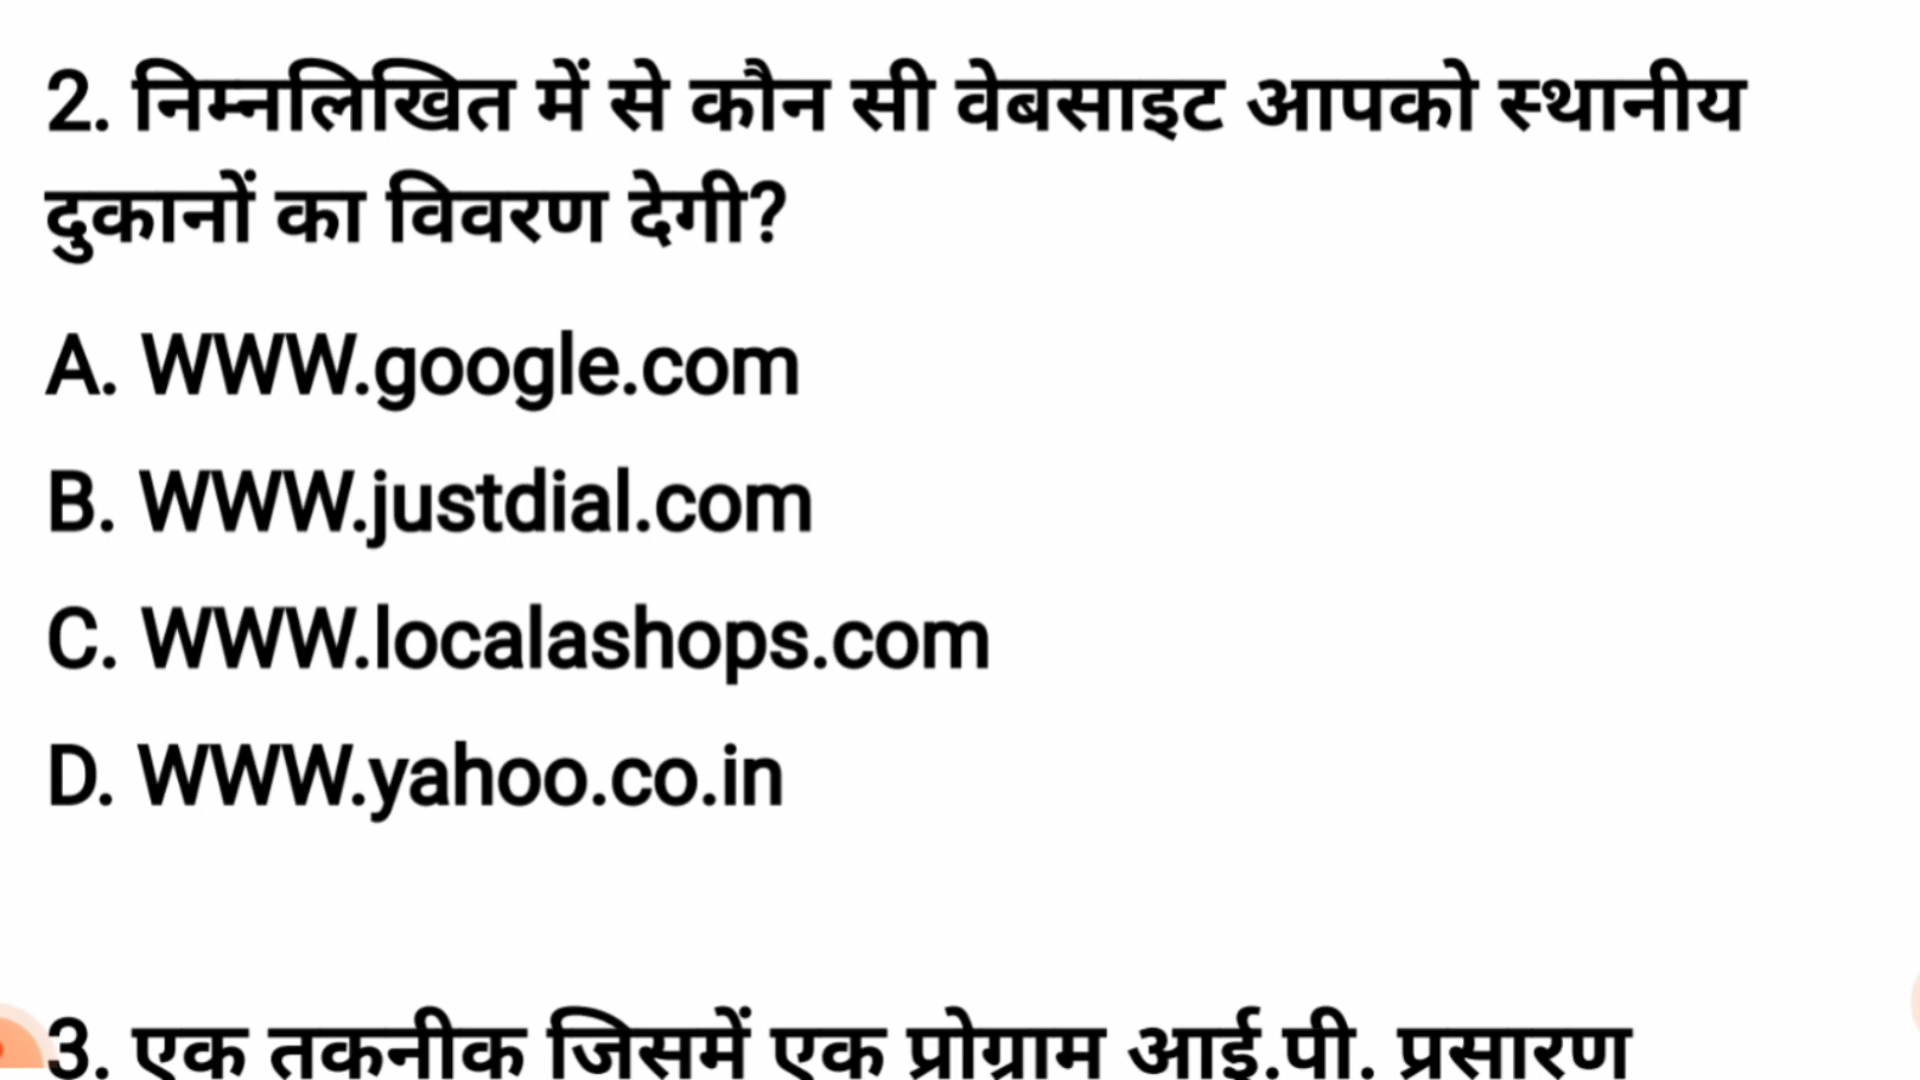 2. निम्नलिखित में से कौन सी वेबसाइट आपको स्थानीय
दुकानों का विवरण देगी?
A. WWW.google.com
B. WWW.justdial.com
C. WWW.localashops.com
D. WWW.yahoo.co.in
3. एक तकनीक जिसमें एक प्रोग्राम आई.पी. प्रसारण